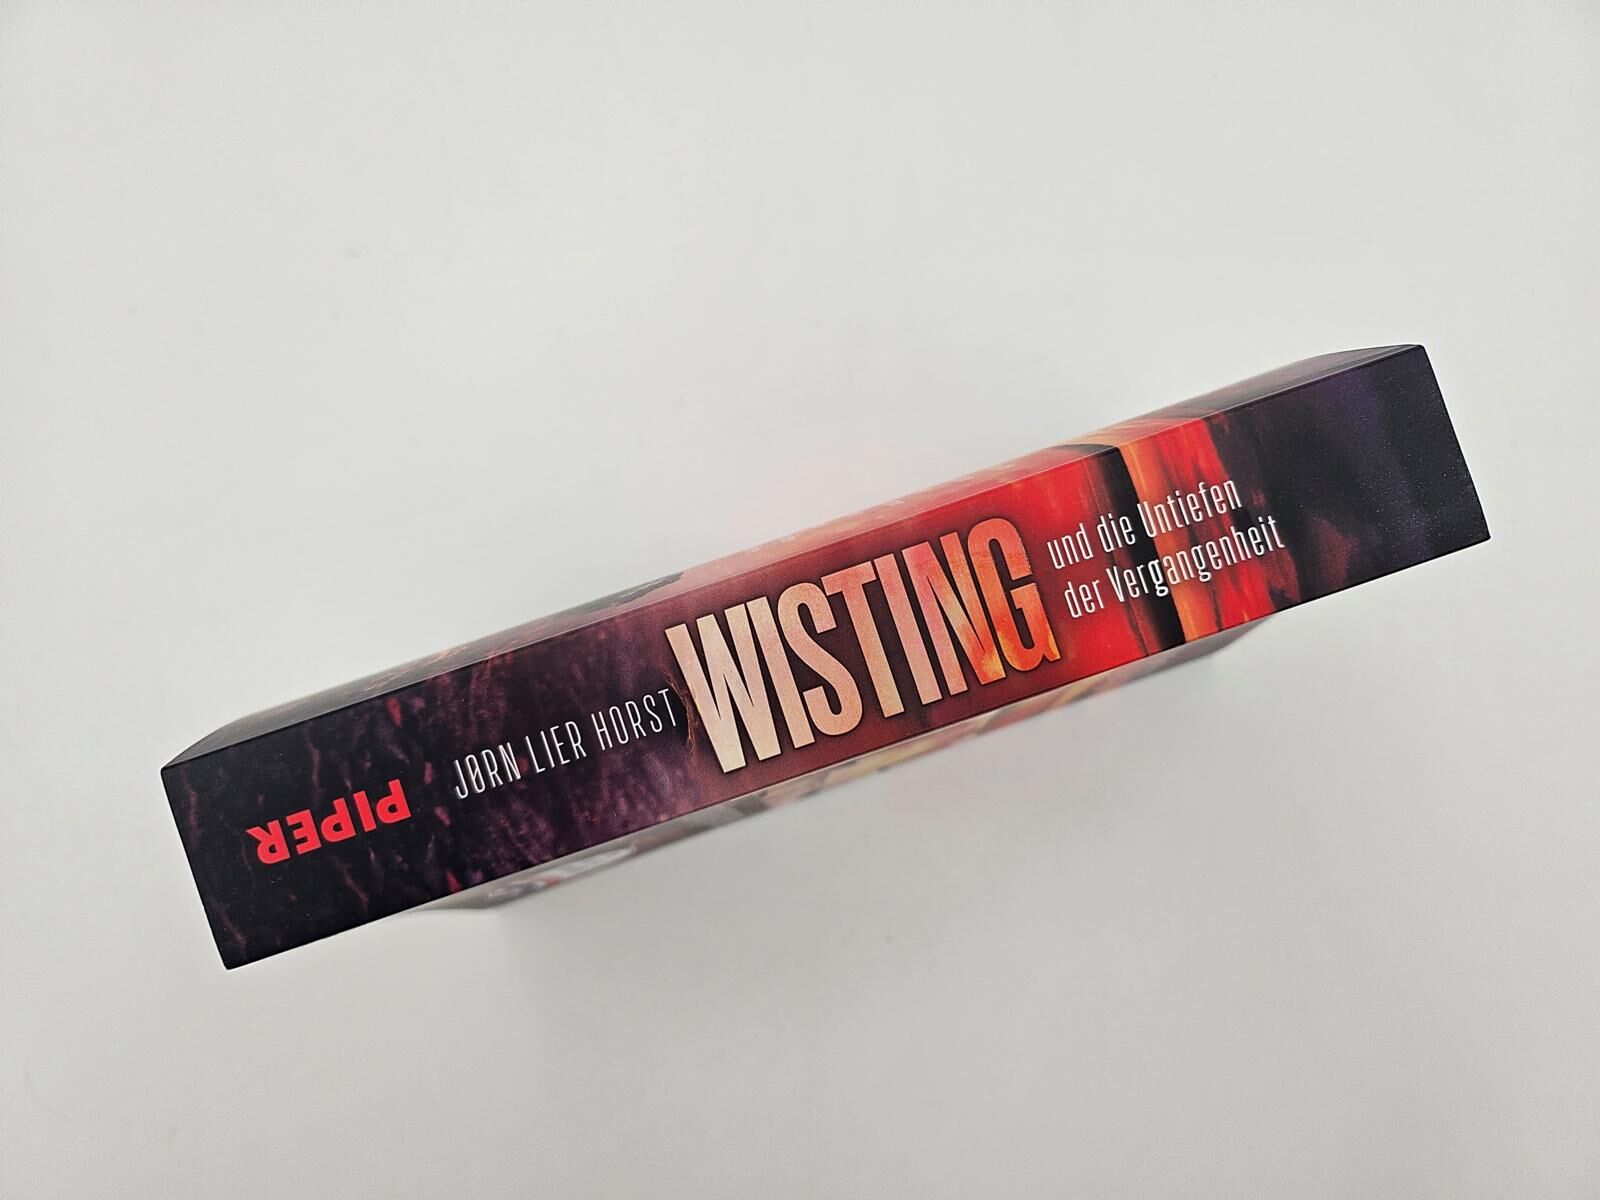 PIPER
JØRN LIER HORST
WISTING
und die Untiefen
der Vergangenheit